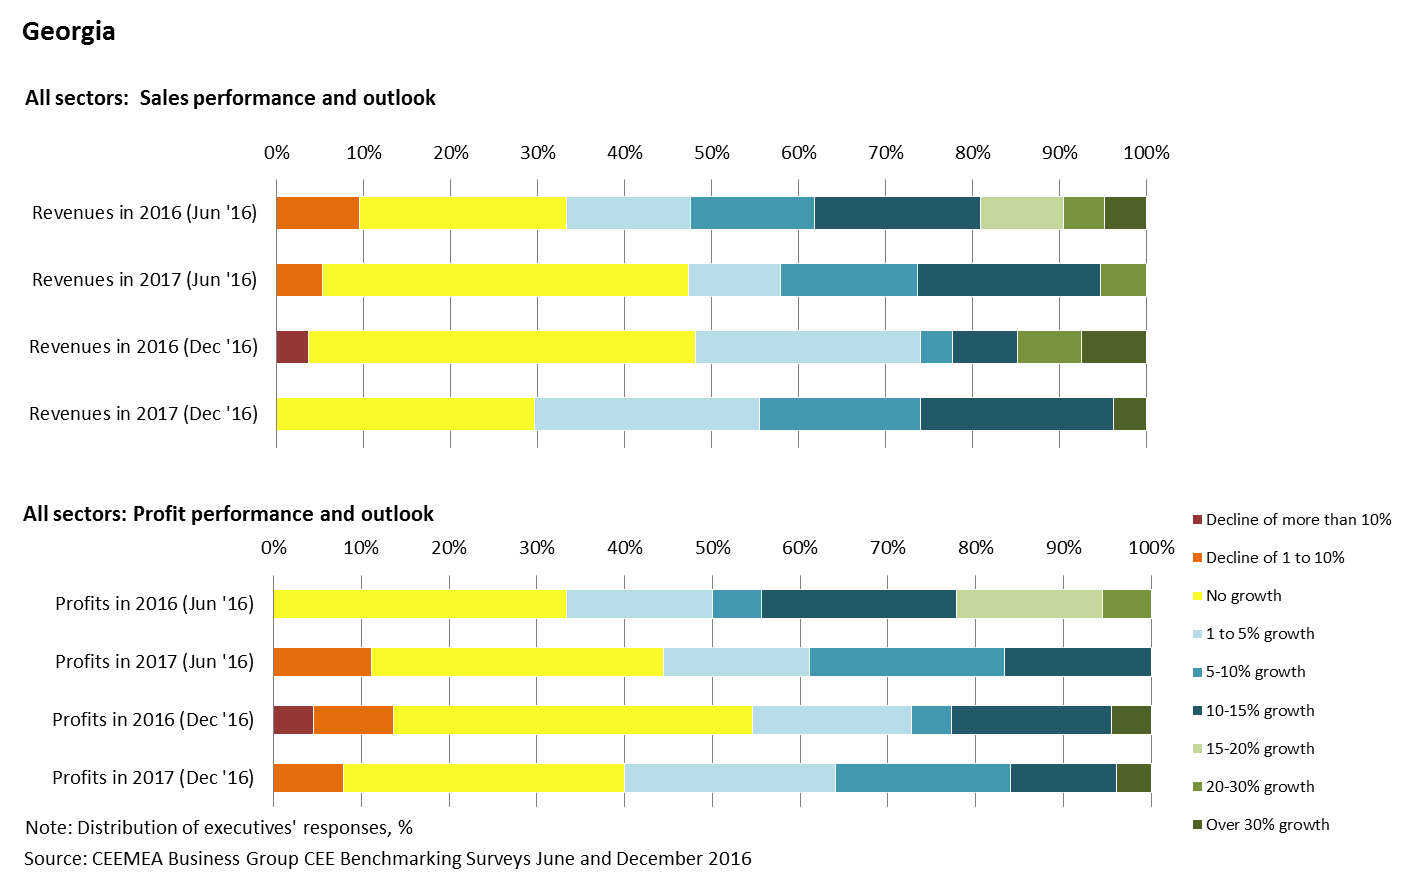 Georgia
All sectors:  Sales performance and outlook
0% 10% 20% 30% 40% 50% 60% 70% 80% 90% 100%
Revenues in 2016 (Jun '16)
Revenues in 2017 (Jun '16)
Revenues in 2016 (Dec '16)
Revenues in 2017 (Dec '16)
All sectors: Profit performance and outlook
0% 10% 20% 30% 40% 50% 60% 70% 80% 90% 100%
Profits in 2016 (Jun '16)
Profits in 2017 (Jun '16)
Profits in 2016 (Dec '16)
Profits in 2017 (Dec '16)
Decline of more than 10%
Decline of 1 to 10%
No growth
1 to 5% growth
5-10% growth
10-15% growth
15-20% growth
20-30% growth
Over 30% growth
Note: Distribution of executives' responses, %
Source: CEEMEA Business Group CEE Benchmarking Surveys June and December 2016